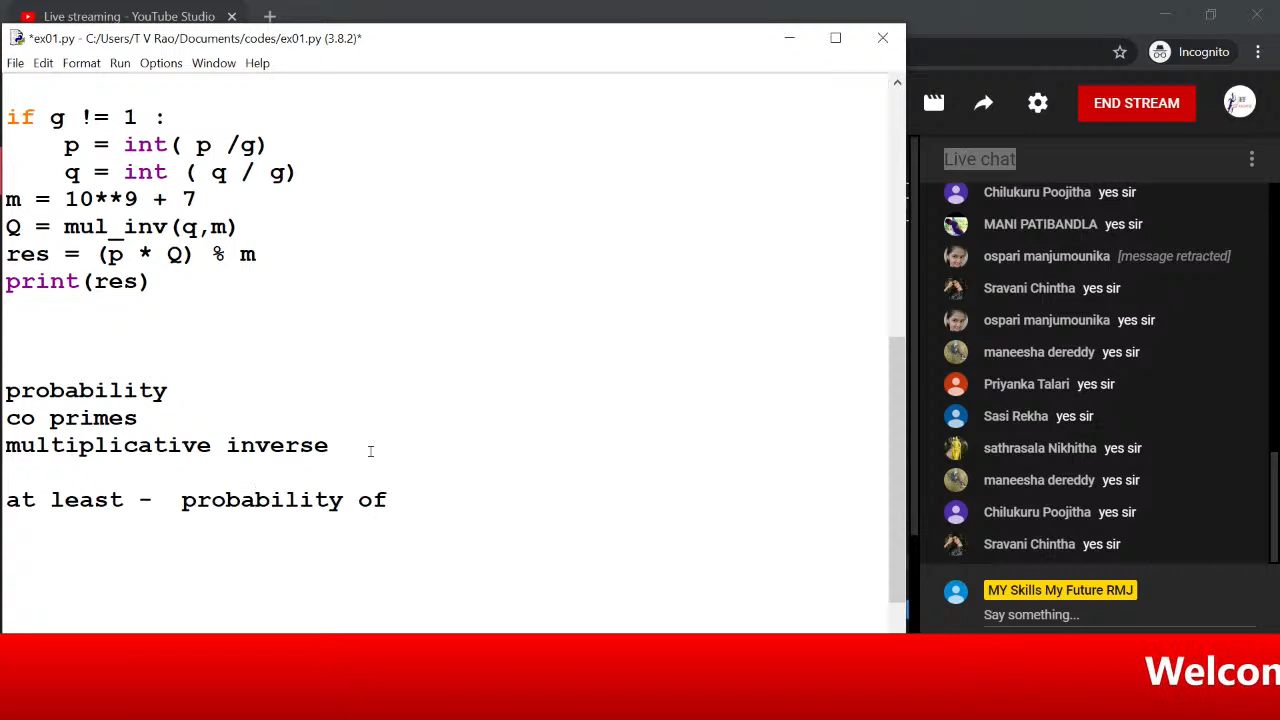 Live streaming - YouTube Studio
*ex01.py - C:/Users/T V Rao/Documents/codes/ex01.py (3.8.2)*
File Edit Format Run Options Window Help
if g != 1 :
p = int( p /g)
q = int ( q / g)
m = 10**9 + 7
Q = mul_inv(q,m)
res = (p * Q) % m
print(res)
probability
co primes
multiplicative inverse
at least - probability of
Incognito
END STREAM
Live chat
Chilukuru Poojitha yes sir
MANI PATIBANDLA yes sir
ospari manjumounika [message retracted]
Sravani Chintha yes sir
ospari manjumounika yes sir
maneesha dereddy yes sir
Priyanka Talari yes sir
Sasi Rekha yes sir
sathrasala Nikhitha yes sir
maneesha dereddy yes sir
Chilukuru Poojitha yes sir
Sravani Chintha yes sir
MY Skills My Future RMJ
Say something...
Welcon